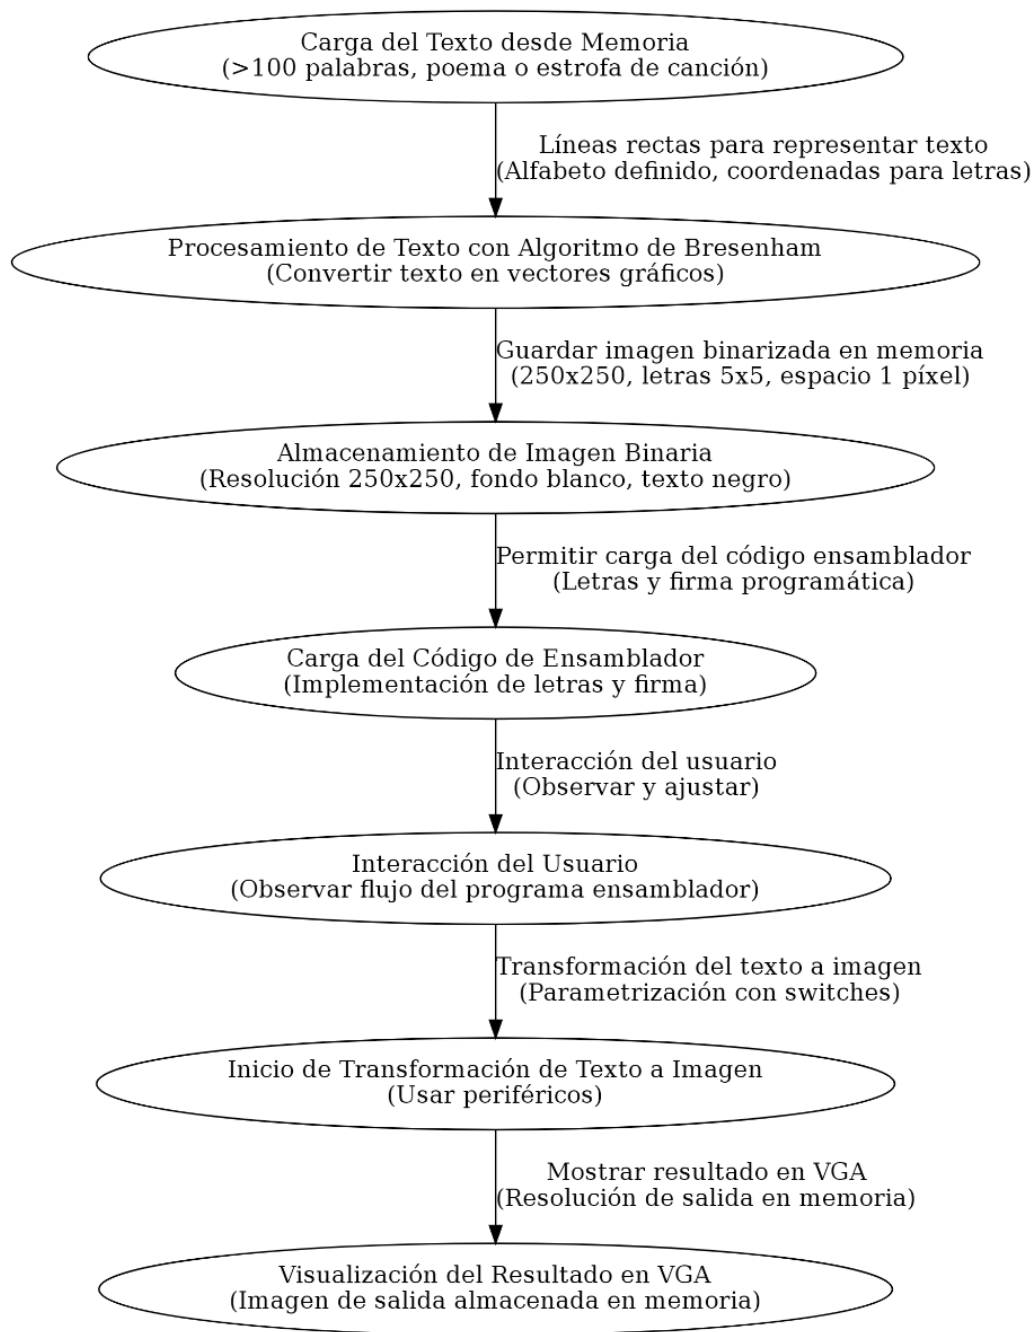 Carga del Texto desde Memoria
(>100 palabras, poema o estrofa de canción)
Líneas rectas para representar texto
(Alfabeto definido, coordenadas para letras)
Procesamiento de Texto con Algoritmo de Bresenham
(Convertir texto en vectores gráficos)
Guardar imagen binarizada en memoria
(250x250, letras 5x5, espacio 1 píxel)
Almacenamiento de Imagen Binaria
(Resolución 250x250, fondo blanco, texto negro)
Permitir carga del código ensamblador
(Letras y firma programática)
Carga del Código de Ensamblador
(Implementación de letras y firma)
Interacción del usuario
(Observar y ajustar)
Interacción del Usuario
(Observar flujo del programa ensamblador)
Transformación del texto a imagen
(Parametrización con switches)
Inicio de Transformación de Texto a Imagen
(Usar periféricos)
Mostrar resultado en VGA
(Resolución de salida en memoria)
Visualización del Resultado en VGA
(Imagen de salida almacenada en memoria)